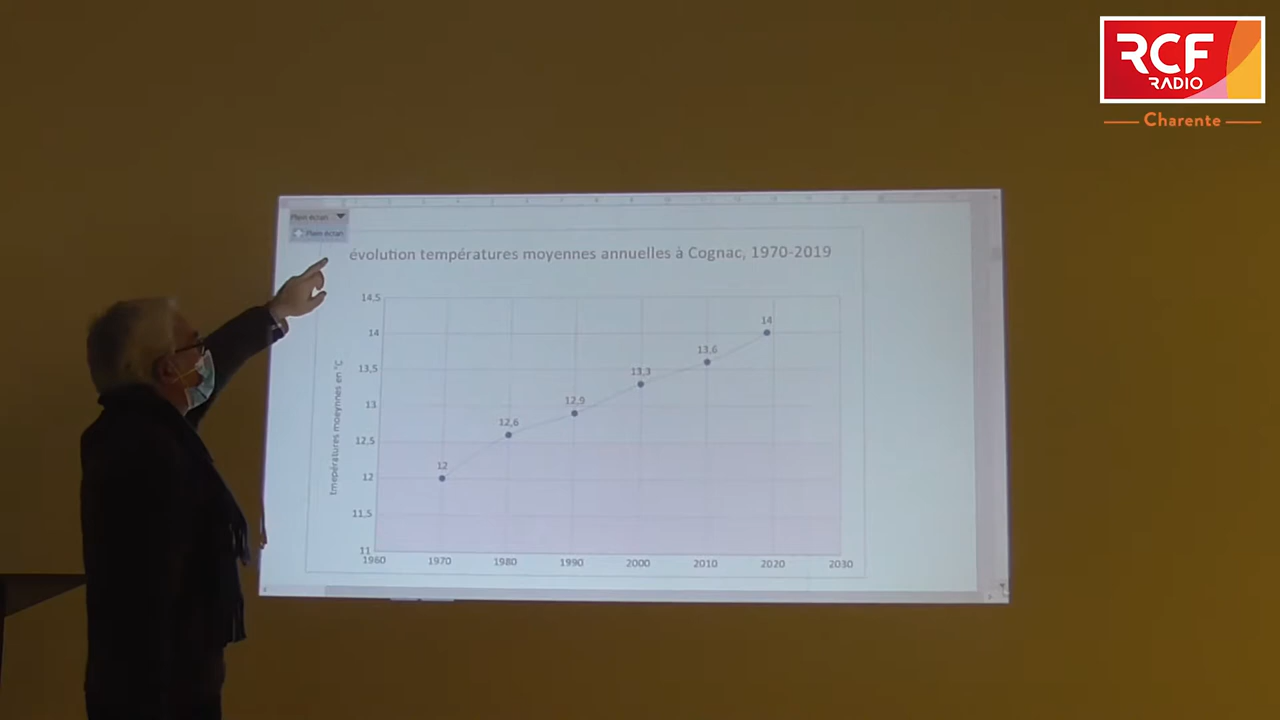 RCF
RADIO
Charente
Plein écran
Plein écran
évolution températures moyennes annuelles à Cognac, 1970-2019
14,5
14
13,5
13
12,5
12
11,5
11
tmepératures moeynnes en °C
12
12,6
12,9
13,3
13,6
14
1960 1970 1980 1990 2000 2010 2020 2030